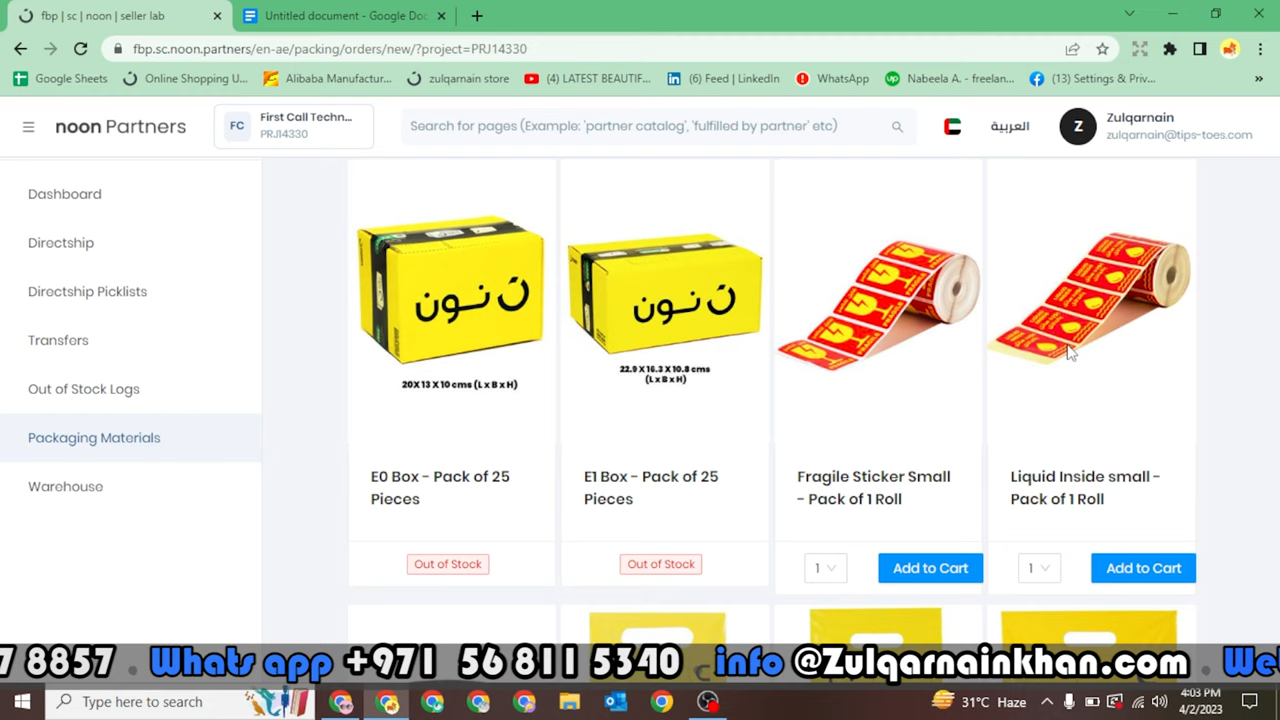 fbp | sc | noon | seller lab
Untitled document - Google Doc
fbp.sc.noon.partners/en-ae/packing/orders/new/?project=PRJ14330
Google Sheets
Online Shopping U...
Alibaba Manufactur...
zulqarnain store
(4) LATEST BEAUTIF...
(6) Feed | LinkedIn
WhatsApp
Nabeela A. - freelan...
(13) Settings & Priv...
»
noon Partners
FC
First Call Techn...
PRJ14330
Search for pages (Example: 'partner catalog', 'fulfilled by partner' etc)
العربية
Z
Zulqarnain
zulqarnain@tips-toes.com
Dashboard
Directship
Directship Picklists
Transfers
Out of Stock Logs
Packaging Materials
Warehouse
ن نون
20X 13 X 10 cms (L x B x H)
ن نون
22.9 X 16.3 X 10.8 cms
(L x B x H)
E0 Box - Pack of 25
Pieces
E1 Box - Pack of 25
Pieces
Fragile Sticker Small
- Pack of 1 Roll
Liquid Inside small -
Pack of 1 Roll
Out of Stock
Out of Stock
1
Add to Cart
1
Add to Cart
7 8857 . Whats app +971 56 811 5340 info @Zulqarnainkhan.com . We
Type here to search
31°C Haze
4:03 PM
4/2/2023